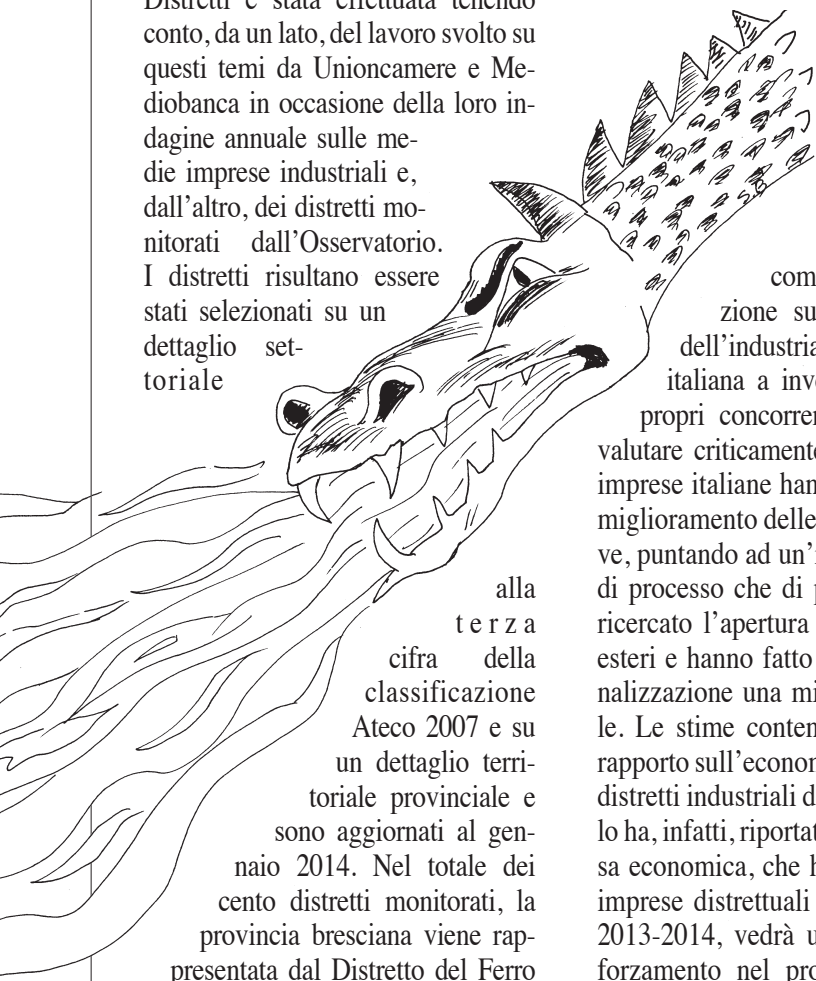 Distretti è stata effettuata tenendo
conto, da un lato, del lavoro svolto su
questi temi da Unioncamere e Me-
diobanca in occasione della loro in-
dagine annuale sulle me-
die imprese industriali e,
dall'altro, dei distretti mo-
nitorati dall'Osservatorio.
I distretti risultano essere
stati selezionati su un
dettaglio set-
toriale
alla
terza
cifra della
classificazione
Ateco 2007 e su
un dettaglio terri-
toriale provinciale e
sono aggiornati al gen-
naio 2014. Nel totale dei
cento distretti monitorati, la
provincia bresciana viene rap-
presentata dal Distretto del Ferro
com
zione su
dell'industria
italiana a inve
propri concorren
valutare criticamento
imprese italiane han
miglioramento delle
ve, puntando ad un'i
di processo che di p
ricercato l'apertura
esteri e hanno fatto
nalizzazione una mi
le. Le stime conten
rapporto sull'econom
distretti industriali d
lo ha, infatti, riportat
sa economica, che h
imprese distrettuali
2013-2014, vedrà u
forzamento nel pro